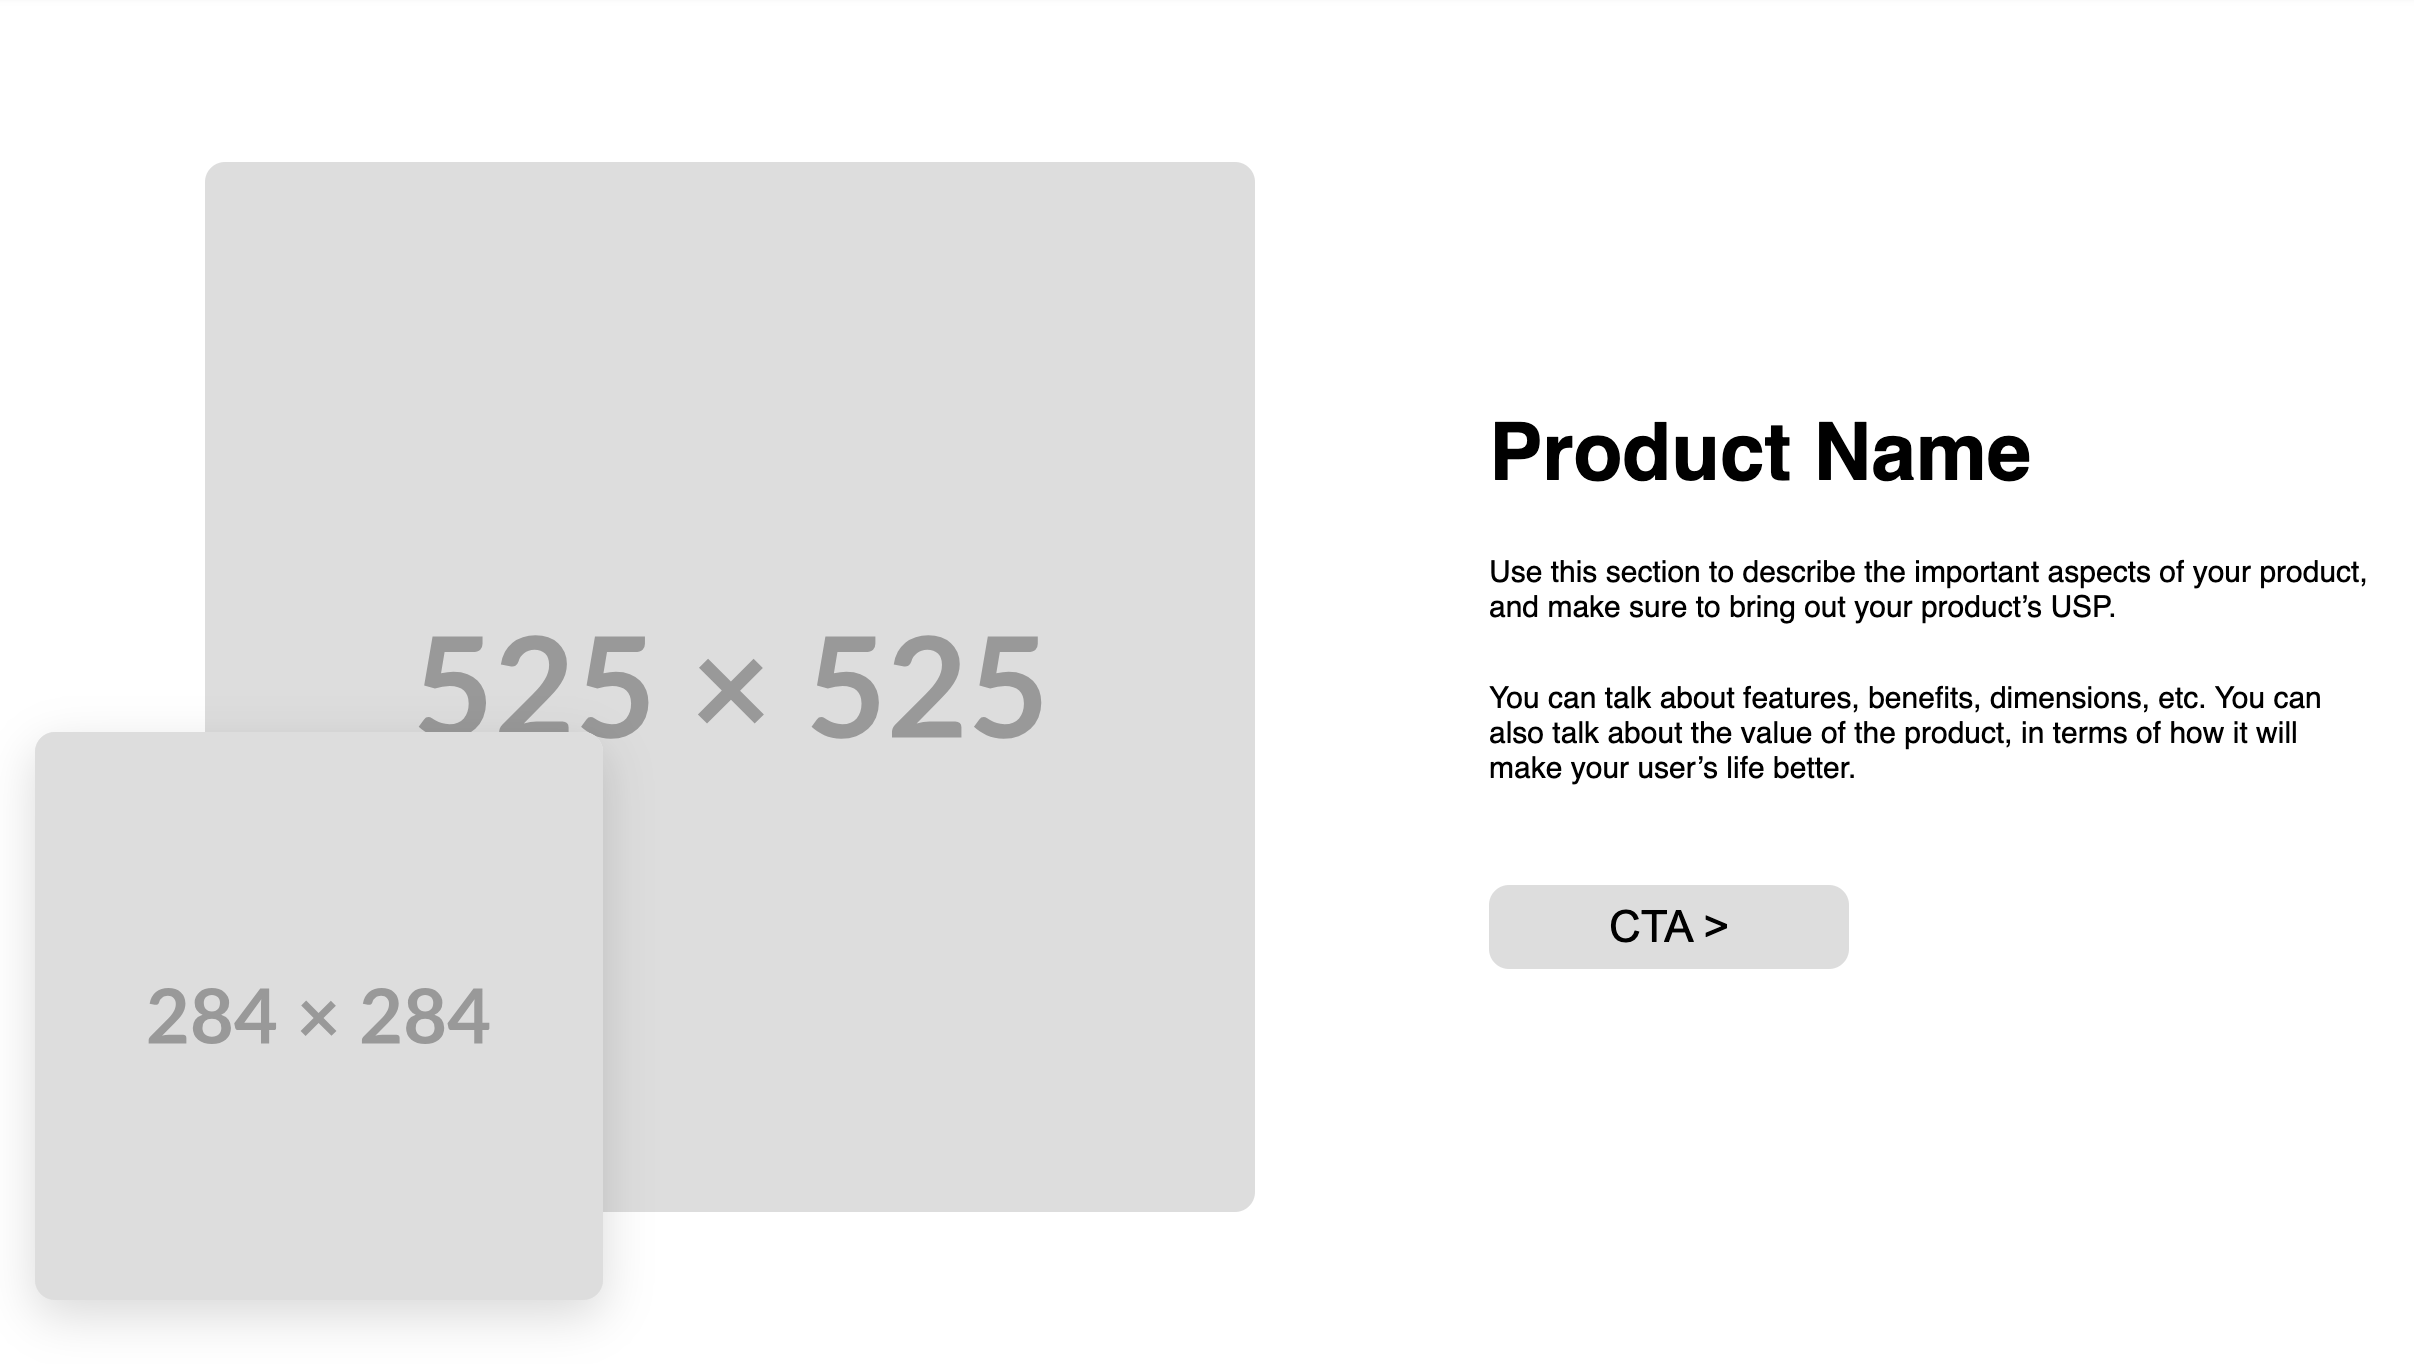 525 × 525
284 × 284
Product Name
Use this section to describe the important aspects of your product,
and make sure to bring out your product’s USP.
You can talk about features, benefits, dimensions, etc. You can
also talk about the value of the product, in terms of how it will
make your user’s life better.
CTA >